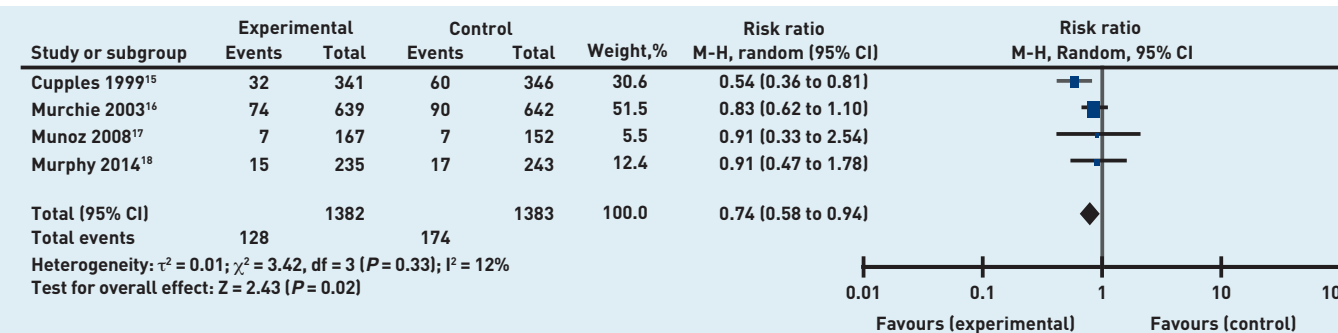 Experimental Control Risk ratio Risk ratio
Study or subgroup Events Total Events Total Weight,% M-H, random (95% CI) M-H, Random, 95% CI
Cupples 1999¹⁵ 32 341 60 346 30.6 0.54 (0.36 to 0.81)
Murchie 2003¹⁶ 74 639 90 642 51.5 0.83 (0.62 to 1.10)
Munoz 2008¹⁷ 7 167 7 152 5.5 0.91 (0.33 to 2.54)
Murphy 2014¹⁸ 15 235 17 243 12.4 0.91 (0.47 to 1.78)
Total (95% CI) 1382 1383 100.0 0.74 (0.58 to 0.94)
Total events 128 174
Heterogeneity: τ² = 0.01; χ² = 3.42, df = 3 (P = 0.33); I² = 12%
Test for overall effect: Z = 2.43 (P = 0.02)
0.01 0.1 1 10
Favours (experimental) Favours (control)